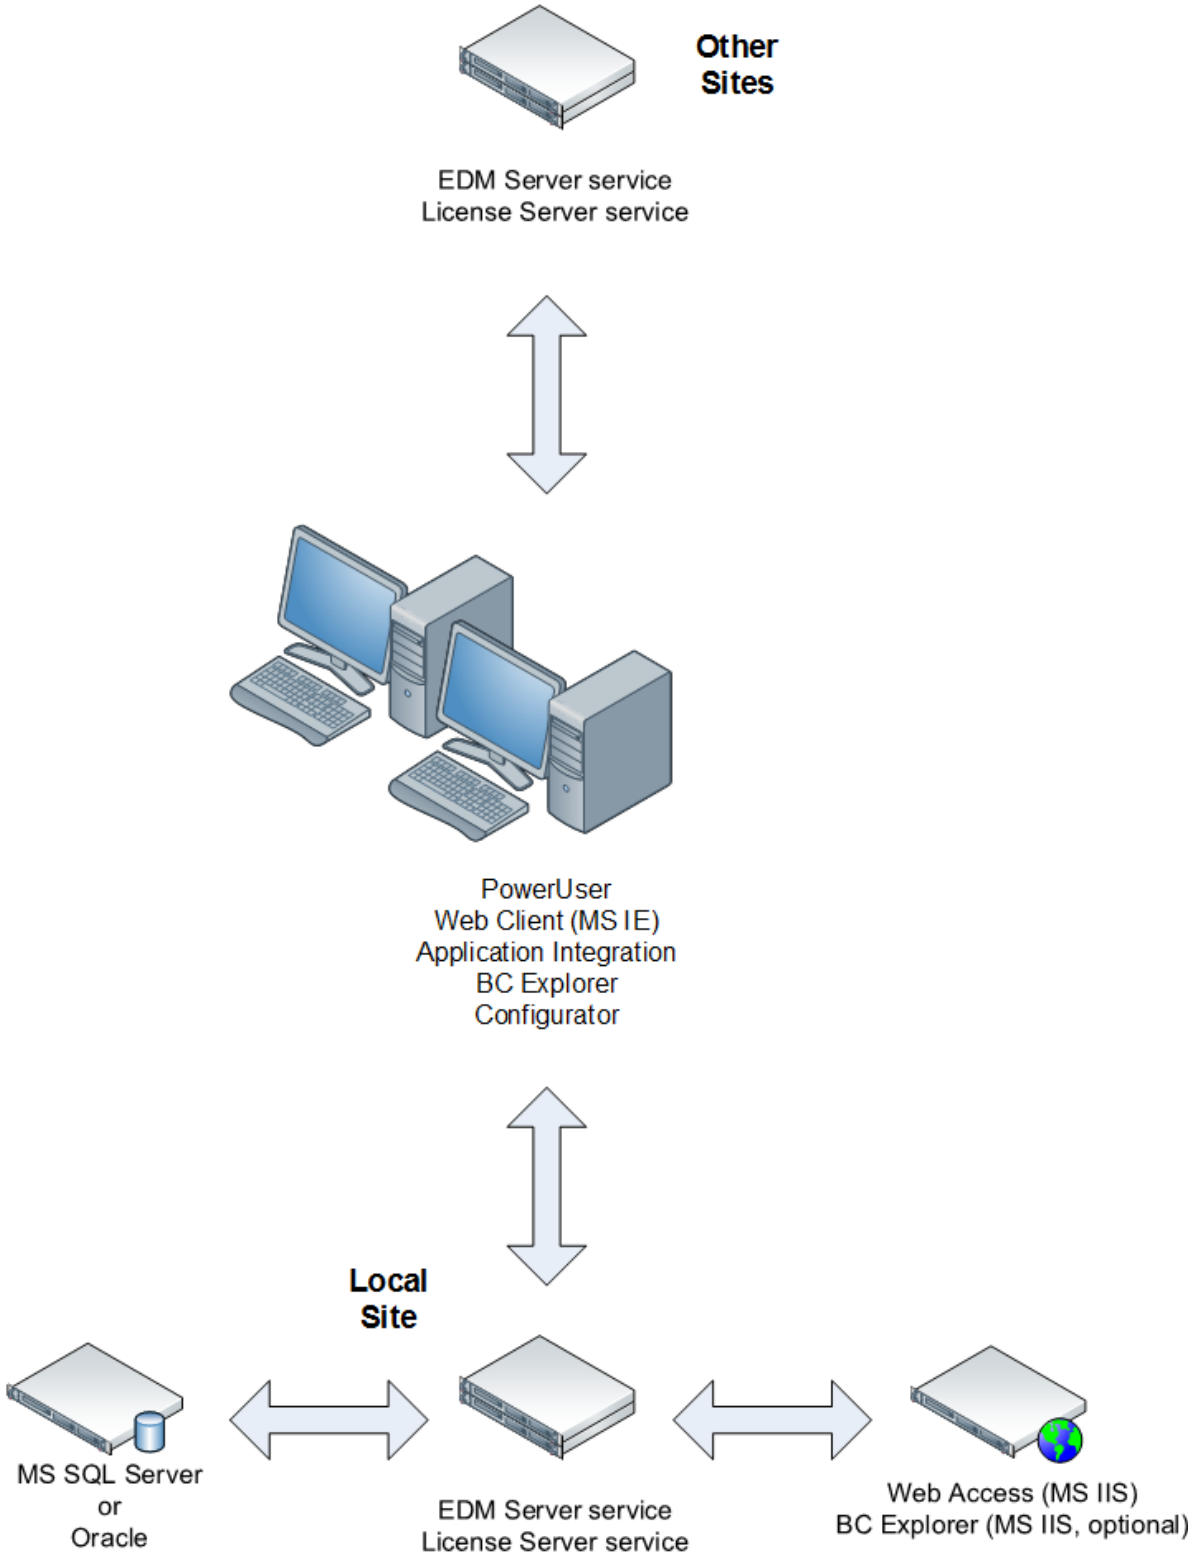 Other
Sites
EDM Server service
License Server service
PowerUser
Web Client (MS IE)
Application Integration
BC Explorer
Configurator
Local
Site
MS SQL Server
or
Oracle
EDM Server service
License Server service
Web Access (MS IIS)
BC Explorer (MS IIS, optional)